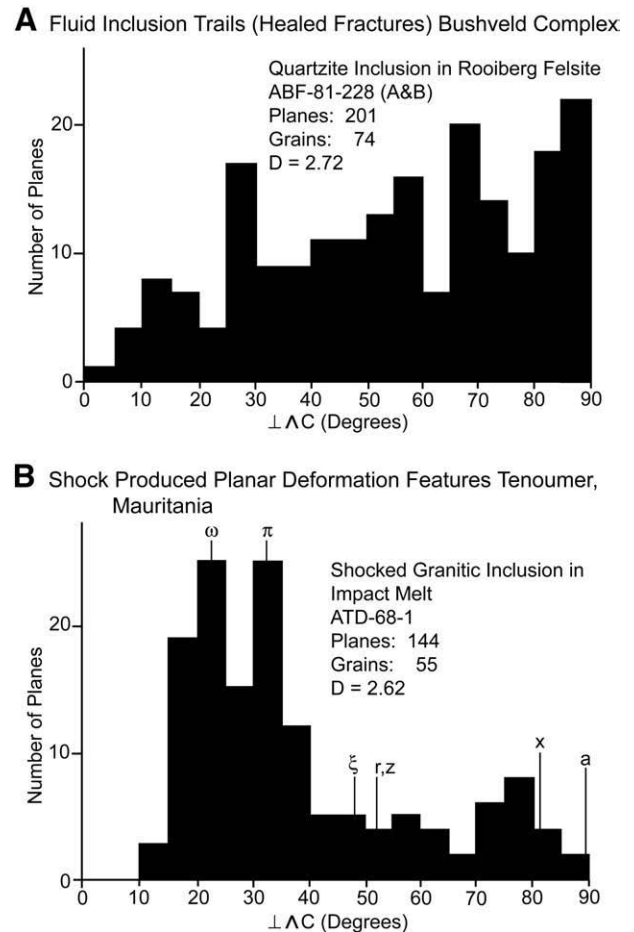 A Fluid Inclusion Trails (Healed Fractures) Bushveld Complex:
Quartzite Inclusion in Rooiberg Felsite
ABF-81-228 (A&B)
Planes: 201
Grains: 74
D = 2.72
Number of Planes
20
10
0
0 10 20 30 40 50 60 70 80 90
⊥ΛC (Degrees)
B Shock Produced Planar Deformation Features Tenoumer,
Mauritania
ω π
Shocked Granitic Inclusion in
Impact Melt
ATD-68-1
Planes: 144
Grains: 55
D = 2.62
ξ r,z x a
Number of Planes
20
10
0
0 10 20 30 40 50 60 70 80 90
⊥ΛC (Degrees)